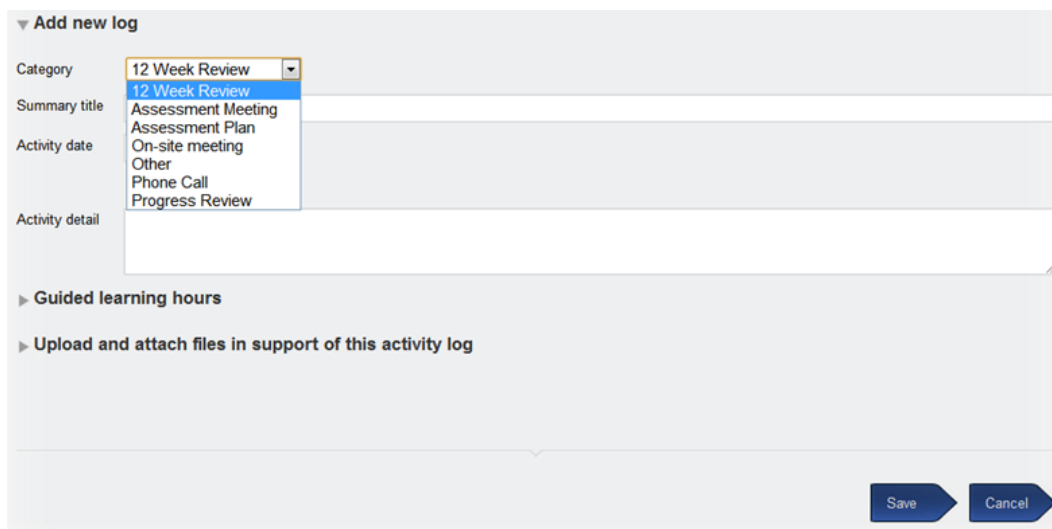 Add new log
Category 12 Week Review
12 Week Review
Summary title
Assessment Meeting
Assessment Plan
Activity date
On-site meeting
Other
Phone Call
Progress Review
Activity detail
Guided learning hours
Upload and attach files in support of this activity log
Save Cancel